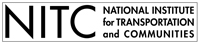 NITC
NATIONAL INSTITUTE
for TRANSPORTATION
and COMMUNITIES